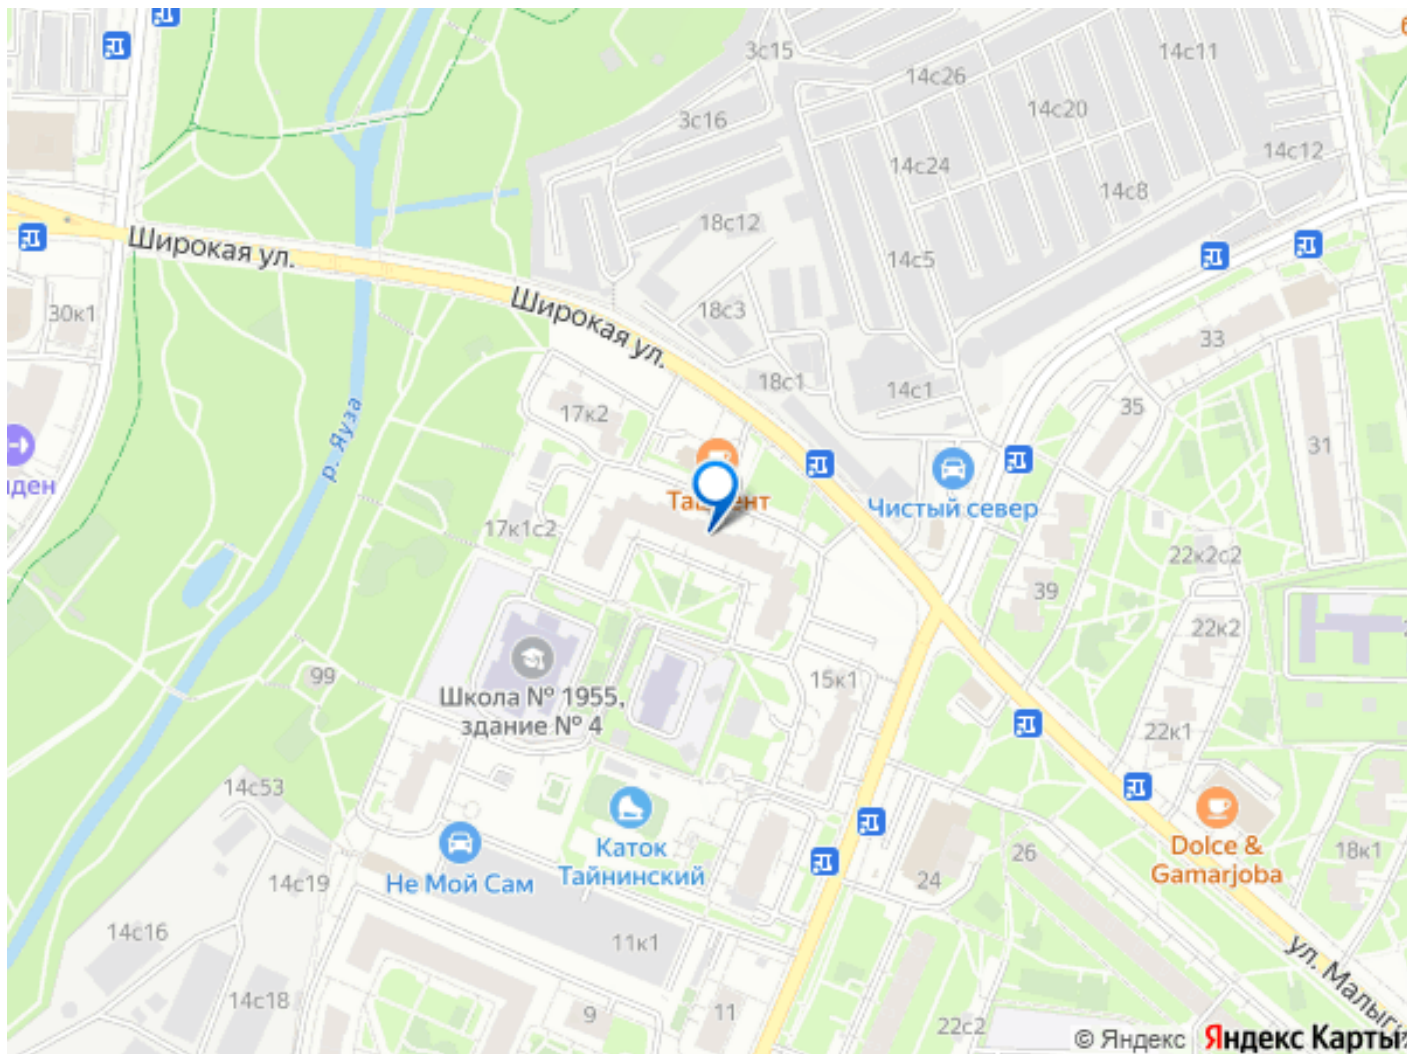 3с15
14с11
14с26
14с20
3с16
14с12
14с24
14с8
18с12
Широкая ул.
14с5
Широкая ул.
30к1
18с3
33
18с1
14с1
17к2
35
р. Яуза
31
ден
Чистый север
17к1с2
22к2с2
39
22к2
99
15к1
Школа № 1955,
здание № 4
22к1
14с53
Каток
Тайнинский
Dolce &
Gamarjoba
26
18к1
Не Мой Сам
14с19
24
14с16
11к1
ул. Малыг
14с18
9
11
22с2
© Яндекс
Яндекс Карты